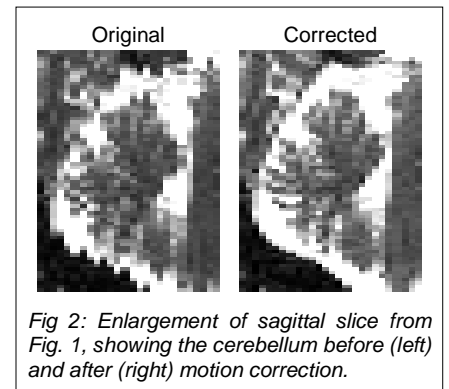 Original Corrected
Fig 2: Enlargement of sagittal slice from
Fig. 1, showing the cerebellum before (left)
and after (right) motion correction.